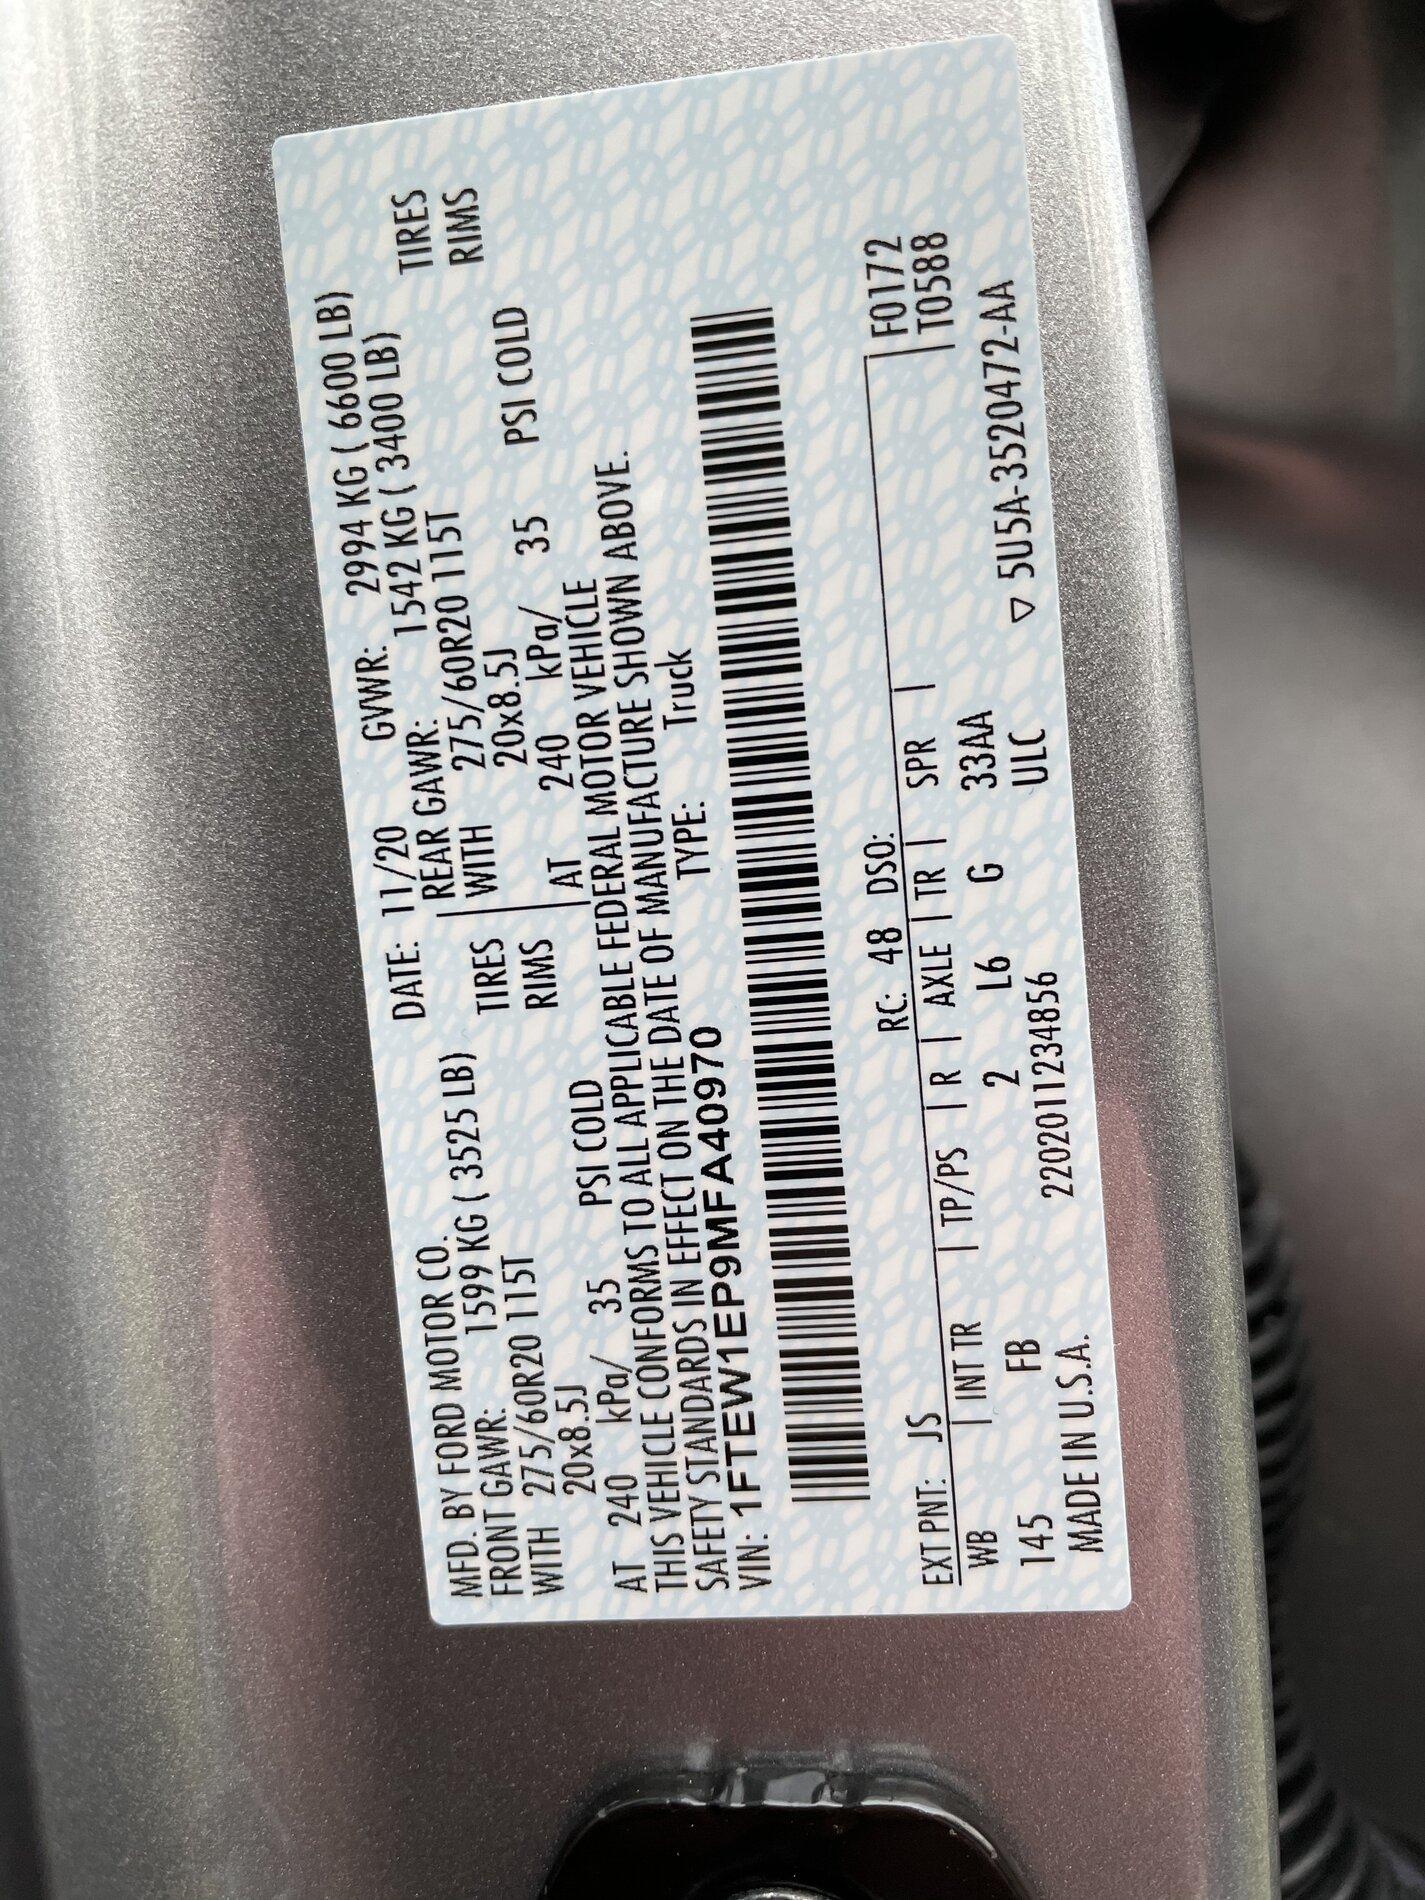 MFD. BY FORD MOTOR CO. DATE: 11/20 GVWR: 2994 KG ( 6600 LB)
FRONT GAWR: 1599 KG ( 3525 LB) REAR GAWR: 1542 KG ( 3400 LB)
WITH 275/60R20 115T TIRES WITH 275/60R20 115T TIRES
20x8.5J RIMS 20x8.5J RIMS
AT 240 kPa/ 35 PSI COLD AT 240 kPa/ 35 PSI COLD
THIS VEHICLE CONFORMS TO ALL APPLICABLE FEDERAL MOTOR VEHICLE
SAFETY STANDARDS IN EFFECT ON THE DATE OF MANUFACTURE SHOWN ABOVE.
VIN: 1FTEW1EP9MFA40970 TYPE: Truck
EXT PNT: JS RC: 48 DSO: F0172
WB | INT TR | TP/PS | R | AXLE | TR | SPR | T0588
145 FB 2 L6 G 33AA
MADE IN U.S.A. 2202011234856 ULC ▽ 5U5A-3520472-AA